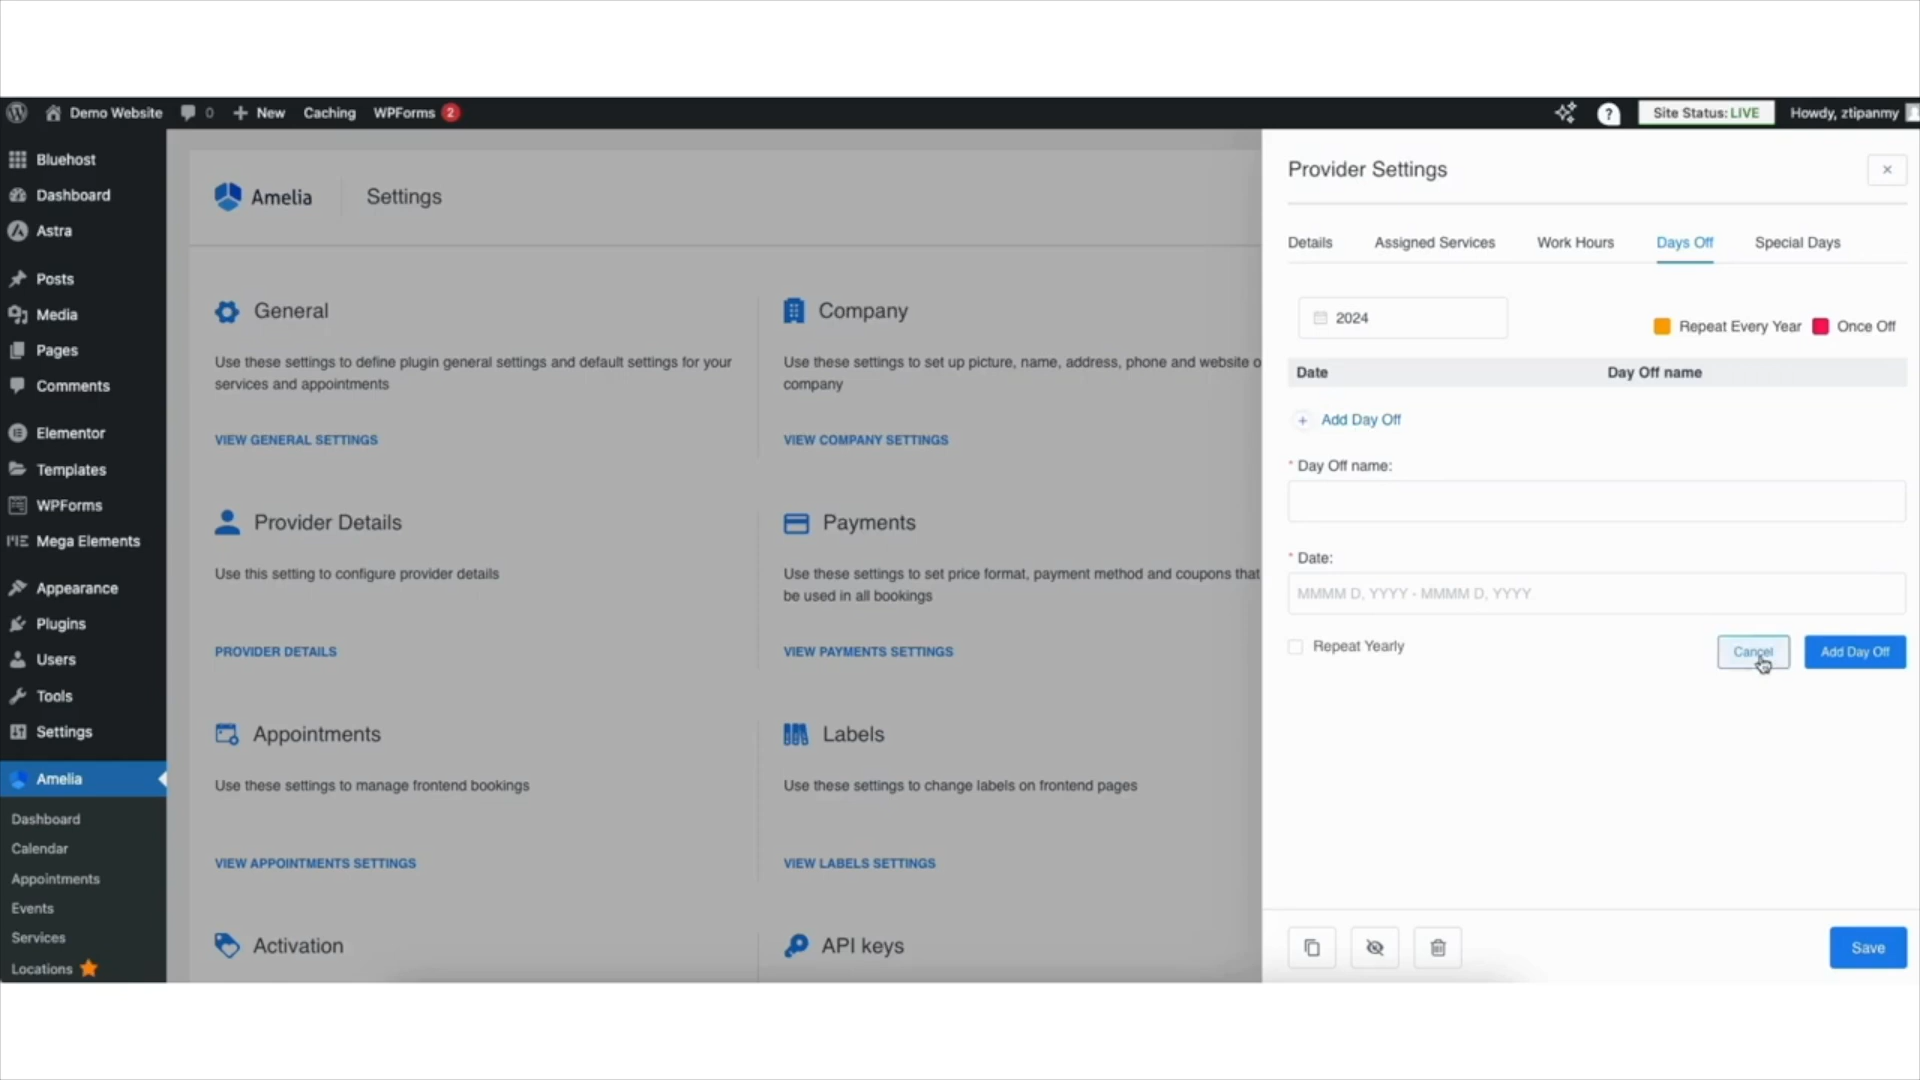 Demo Website
0
New
Caching
WPForms 2
?
Site Status: LIVE
Howdy, ztipanmy
Bluehost
Dashboard
Astra
Posts
Media
Pages
Comments
Elementor
Templates
WPForms
Mega Elements
Appearance
Plugins
Users
Tools
Settings
Amelia
Dashboard
Calendar
Appointments
Events
Services
Locations
Amelia
Settings
General
Use these settings to define plugin general settings and default settings for your
services and appointments
VIEW GENERAL SETTINGS
Company
Use these settings to set up picture, name, address, phone and website o
company
VIEW COMPANY SETTINGS
Provider Details
Use this setting to configure provider details
PROVIDER DETAILS
Payments
Use these settings to set price format, payment method and coupons that
be used in all bookings
VIEW PAYMENTS SETTINGS
Appointments
Use these settings to manage frontend bookings
VIEW APPOINTMENTS SETTINGS
Labels
Use these settings to change labels on frontend pages
VIEW LABELS SETTINGS
Activation
API keys
Provider Settings
Details
Assigned Services
Work Hours
Days Off
Special Days
2024
Repeat Every Year
Once Off
Date
Day Off name
+ Add Day Off
* Day Off name:
* Date:
MMMM D, YYYY - MMMM D, YYYY
Repeat Yearly
Cancel
Add Day Off
Save